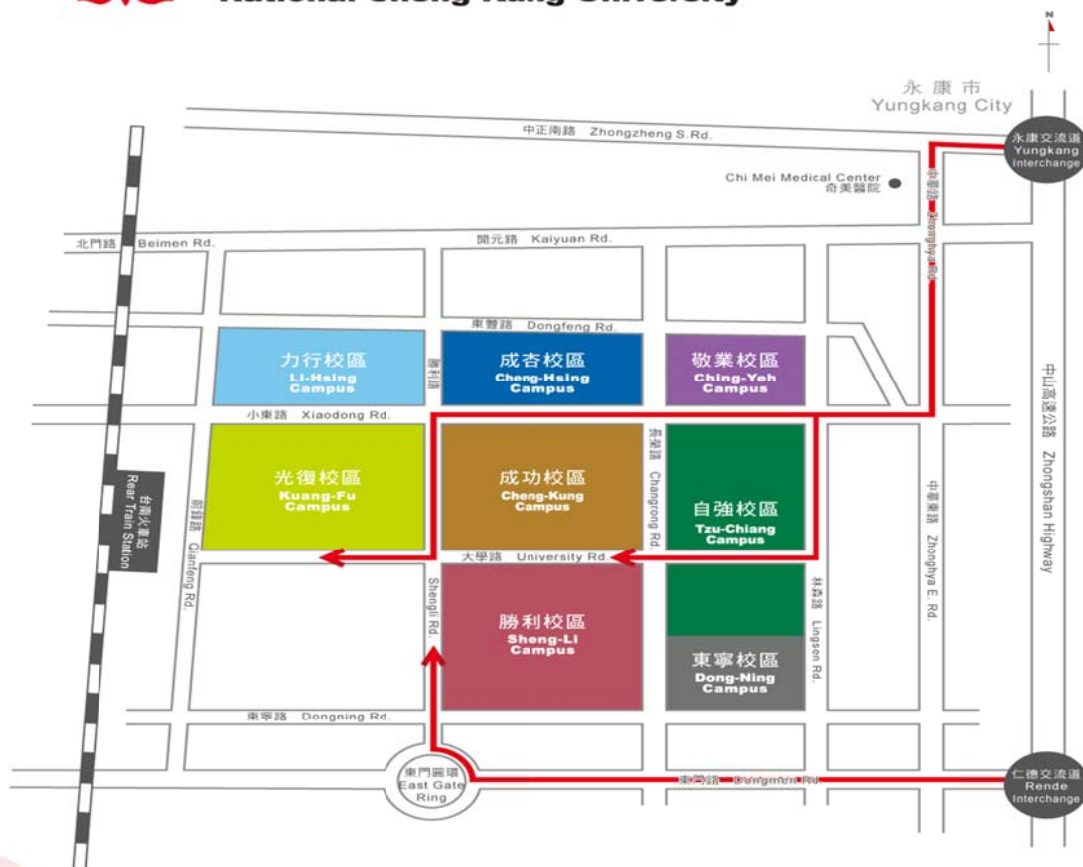 National Cheng Kung University
N
永康市
Yungkang City
中正南路 Zhongzheng S.Rd.
永康交流道
Yungkang
Interchange
Chi Mei Medical Center
奇美醫院
中華路 Zhonghya Rd.
北門路 Beimen Rd.
開元路 Kaiyuan Rd.
東豐路 Dongfeng Rd.
力行校區
Li-Hsing
Campus
勝利路
成杏校區
Cheng-Hsing
Campus
敬業校區
Ching-Yeh
Campus
小東路 Xiaodong Rd.
中山高速公路 Zhongshan Highway
光復校區
Kuang-Fu
Campus
成功校區
Cheng-Kung
Campus
長榮路 Changrong Rd.
自強校區
Tzu-Chiang
Campus
台南火車站
Rear Train Station
前鋒路 Qianfeng Rd.
中華東路 Zhonghya E. Rd.
大學路 University Rd.
Shengli Rd.
勝利校區
Sheng-Li
Campus
林森路 Lingsen Rd.
東寧校區
Dong-Ning
Campus
東寧路 Dongning Rd.
東門圓環
East Gate
Ring
東門路 Dongmen Rd.
仁德交流道
Rende
Interchange